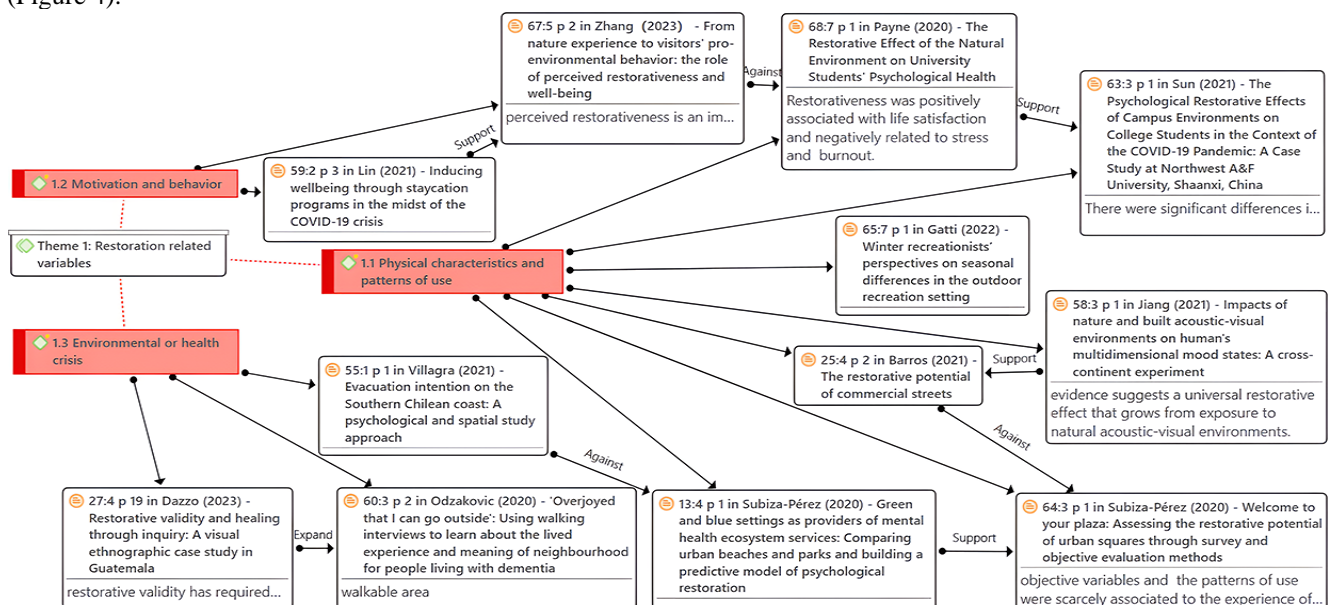 (Figure 4).
67:5 p 2 in Zhang (2023) - From
nature experience to visitors' pro-
environmental behavior: the role
of perceived restorativeness and
well-being
perceived restorativeness is an im...
Against
68:7 p 1 in Payne (2020) - The
Restorative Effect of the Natural
Environment on University
Students' Psychological Health
Restorativeness was positively
associated with life satisfaction
and negatively related to stress
and burnout.
Support
63:3 p 1 in Sun (2021) - The
Psychological Restorative Effects
of Campus Environments on
College Students in the Context of
the COVID-19 Pandemic: A Case
Study at Northwest A&F
University, Shaanxi, China
There were significant differences i...
Support
1.2 Motivation and behavior
59:2 p 3 in Lin (2021) - Inducing
wellbeing through staycation
programs in the midst of the
COVID-19 crisis
Theme 1: Restoration related
variables
1.1 Physical characteristics and
patterns of use
65:7 p 1 in Gatti (2022) -
Winter recreationists'
perspectives on seasonal
differences in the outdoor
recreation setting
58:3 p 1 in Jiang (2021) - Impacts of
nature and built acoustic-visual
environments on human's
multidimensional mood states: A cross-
continent experiment
evidence suggests a universal restorative
effect that grows from exposure to
natural acoustic-visual environments.
1.3 Environmental or health
crisis
55:1 p 1 in Villagra (2021) -
Evacuation intention on the
Southern Chilean coast: A
psychological and spatial study
approach
25:4 p 2 in Barros (2021) -
The restorative potential
of commercial streets
Support
Against
Against
27:4 p 19 in Dazzo (2023) -
Restorative validity and healing
through inquiry: A visual
ethnographic case study in
Guatemala
restorative validity has required...
Expand
60:3 p 2 in Odzakovic (2020) - 'Overjoyed
that I can go outside': Using walking
interviews to learn about the lived
experience and meaning of neighbourhood
for people living with dementia
walkable area
13:4 p 1 in Subiza-Pérez (2020) - Green
and blue settings as providers of mental
health ecosystem services: Comparing
urban beaches and parks and building a
predictive model of psychological
restoration
Support
64:3 p 1 in Subiza-Pérez (2020) - Welcome to
your plaza: Assessing the restorative potential
of urban squares through survey and
objective evaluation methods
objective variables and the patterns of use
were scarcely associated to the experience of...